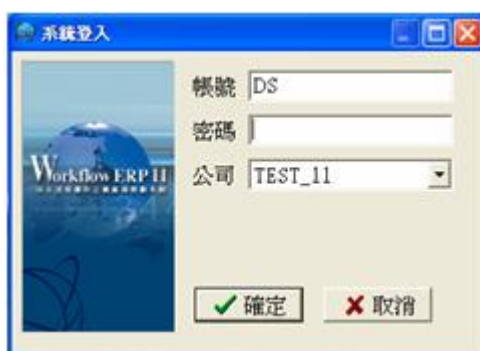 系統登入
帳號 DS
密碼
Workflow ERP II
公司 TEST_11
確定 取消